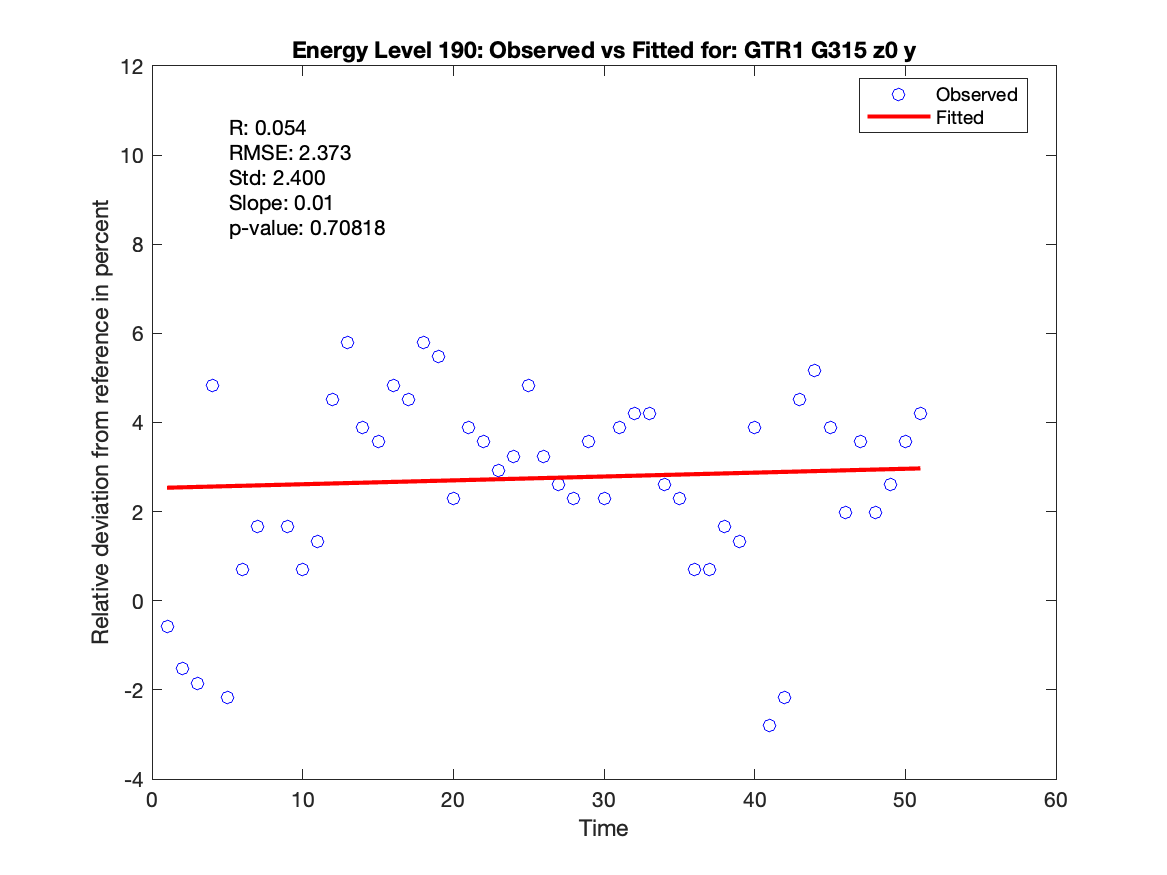 Energy Level 190: Observed vs Fitted for: GTR1 G315 z0 y
12
10
8
6
4
2
0
-2
-4
Relative deviation from reference in percent
R: 0.054
RMSE: 2.373
Std: 2.400
Slope: 0.01
p-value: 0.70818
Observed
Fitted
0 10 20 30 40 50 60
Time